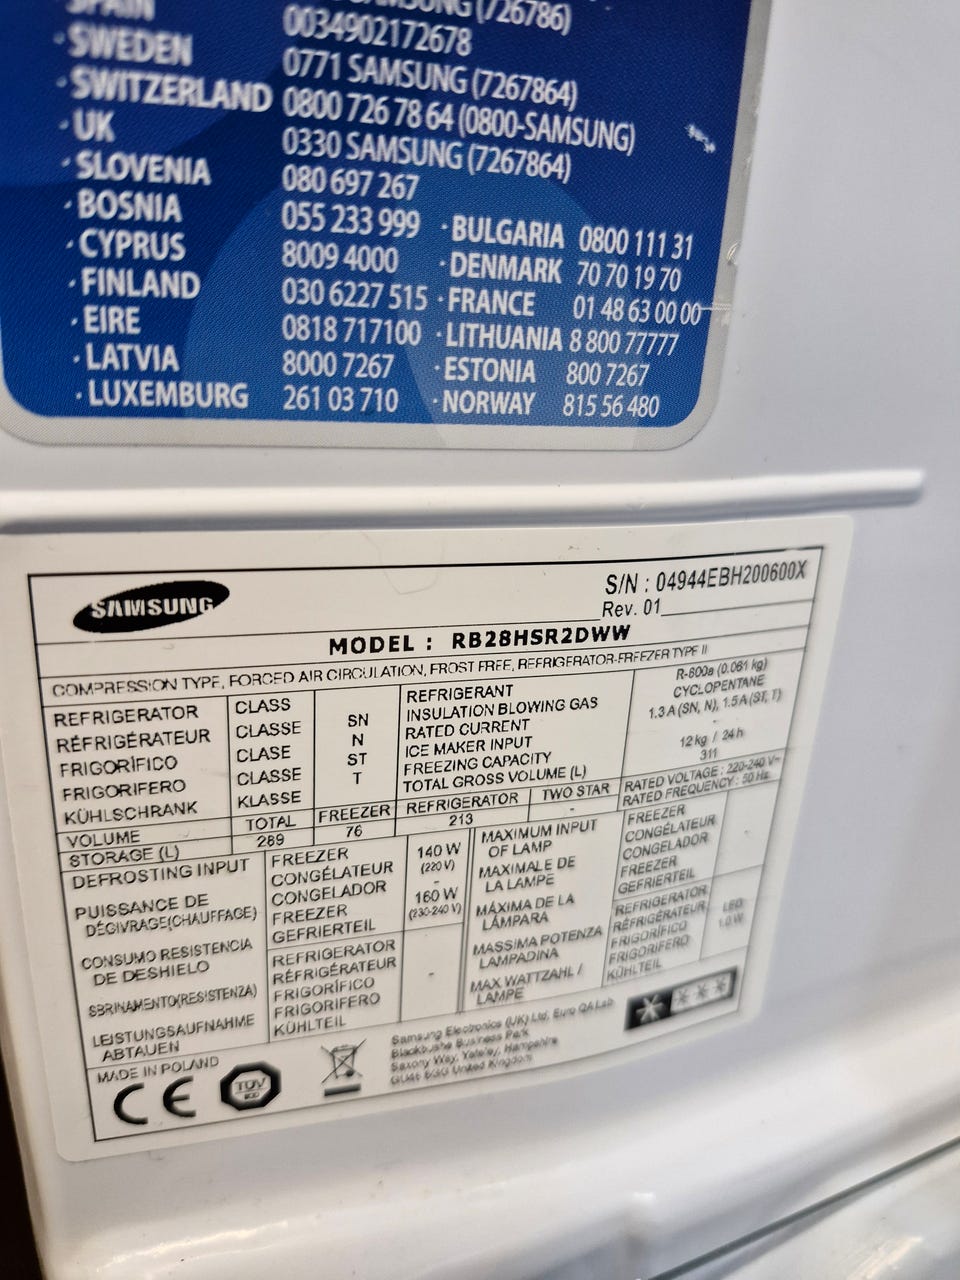 SPAIN
SAMSUNG (726786)
0034902172678
· SWEDEN
0771 SAMSUNG (7267864)
· SWITZERLAND
0800 726 78 64 (0800-SAMSUNG)
· UK
0330 SAMSUNG (7267864)
· SLOVENIA 080 697 267
· BOSNIA 055 233 999 · BULGARIA 0800 111 31
· CYPRUS 8009 4000 · DENMARK 70 70 19 70
· FINLAND 030 6227 515 · FRANCE 01 48 63 00 00
· EIRE 0818 717100 · LITHUANIA 8 800 77777
· LATVIA 8000 7267 · ESTONIA 800 7267
· LUXEMBURG 261 03 710 · NORWAY 815 56 480
SAMSUNG
S/N : 04944EBH200600X
Rev. 01
MODEL : RB28HSR2DWW
COMPRESSION TYPE, FORCED AIR CIRCULATION, FROST FREE, REFRIGERATOR-FREEZER TYPE II
REFRIGERATOR
RÉFRIGÉRATEUR
FRIGORÍFICO
FRIGORIFERO
KÜHLSCHRANK
CLASS
CLASSE
CLASE
CLASSE
KLASSE
SN
N
ST
T
REFRIGERANT R-600a (0.061 kg)
INSULATION BLOWING GAS CYCLOPENTANE
RATED CURRENT 1.3 A (SN, N), 1.5 A (ST, T)
ICE MAKER INPUT -
FREEZING CAPACITY 12 kg / 24 h
TOTAL GROSS VOLUME (L) 311
VOLUME
STORAGE (L)
TOTAL
289
FREEZER
76
REFRIGERATOR
213
TWO STAR
-
RATED VOLTAGE : 220-240 V~
RATED FREQUENCY : 50 Hz
DEFROSTING INPUT
PUISSANCE DE
DÉGIVRAGE(CHAUFFAGE)
CONSUMO RESISTENCIA
DE DESHIELO
SBRINAMENTO(RESISTENZA)
LEISTUNGSAUFNAHME
ABTAUEN
FREEZER
CONGÉLATEUR
CONGELADOR
FREEZER
GEFRIERTEIL
140 W
(220 V)
-
160 W
(230-240 V)
REFRIGERATOR
RÉFRIGÉRATEUR
FRIGORÍFICO
FRIGORIFERO
KÜHLTEIL
-
MAXIMUM INPUT
OF LAMP
MAXIMALE DE
LA LAMPE
MÁXIMA DE LA
LÁMPARA
MASSIMA POTENZA
LAMPADINA
MAX WATTZAHL /
LAMPE
FREEZER
CONGÉLATEUR
CONGELADOR
FREEZER
GEFRIERTEIL
-
REFRIGERATOR
RÉFRIGÉRATEUR
FRIGORÍFICO
FRIGORIFERO
KÜHLTEIL
LED
1.0 W
MADE IN POLAND
CE
TÜV
Samsung Electronics (UK) Ltd, Euro QA Lab
Blackbushe Business Park
Saxony Way, Yateley, Hampshire
GU46 6GG United Kingdom